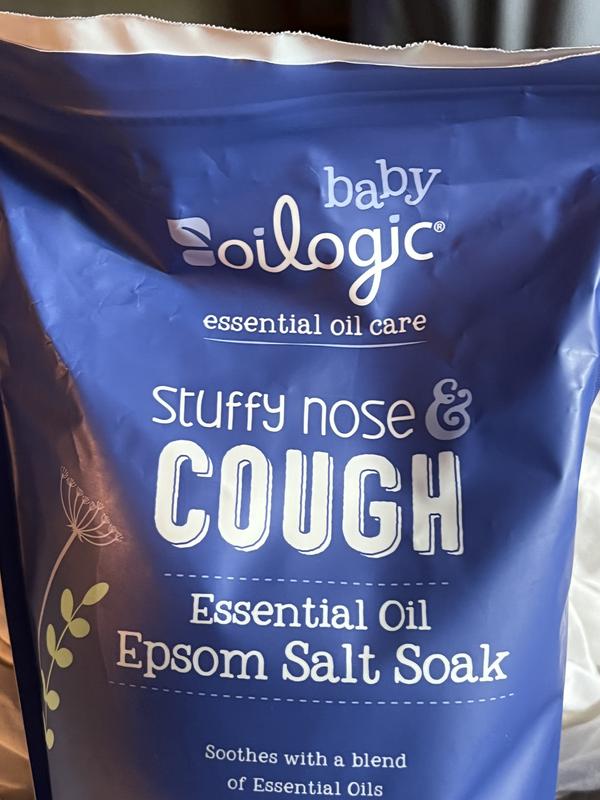 baby
oilogic®
essential oil care
stuffy nose &
COUGH
Essential Oil
Epsom Salt Soak
Soothes with a blend
of Essential Oils